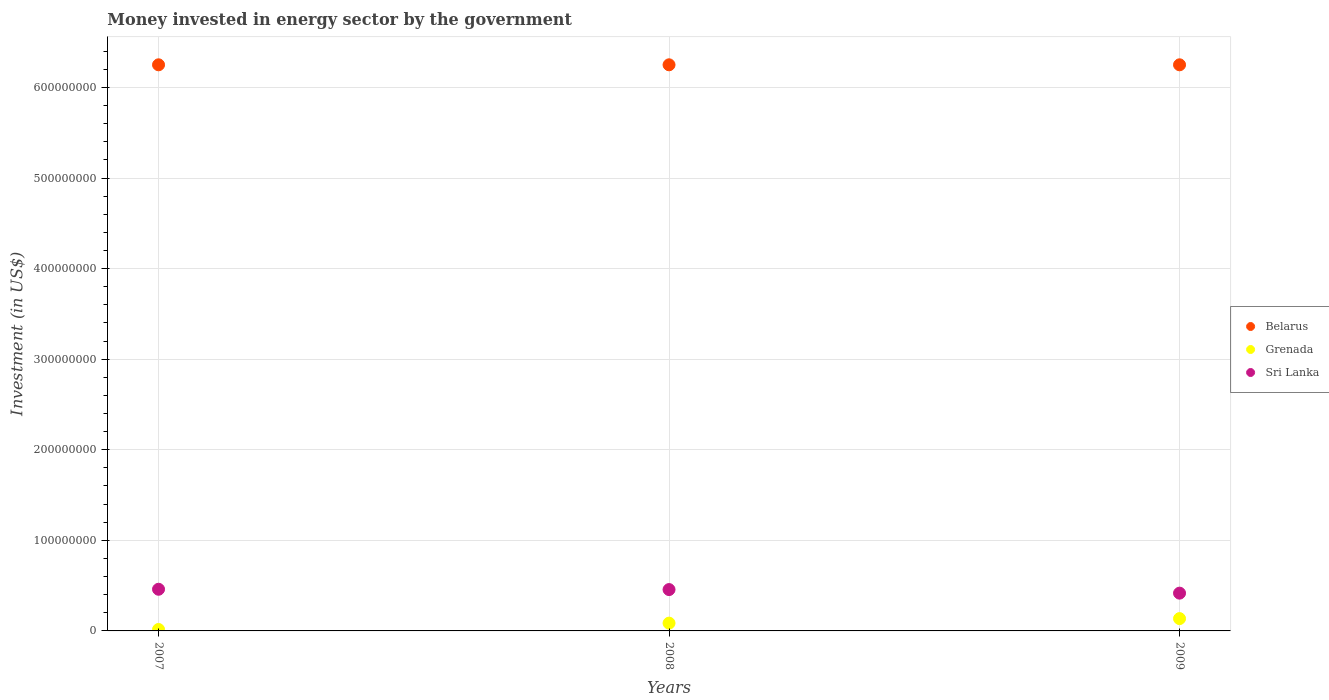 Money invested in energy sector by the government
Investment (in US$)
600000000
500000000
400000000
300000000
200000000
100000000
0
2007
2008
2009
Years
Belarus
Grenada
Sri Lanka